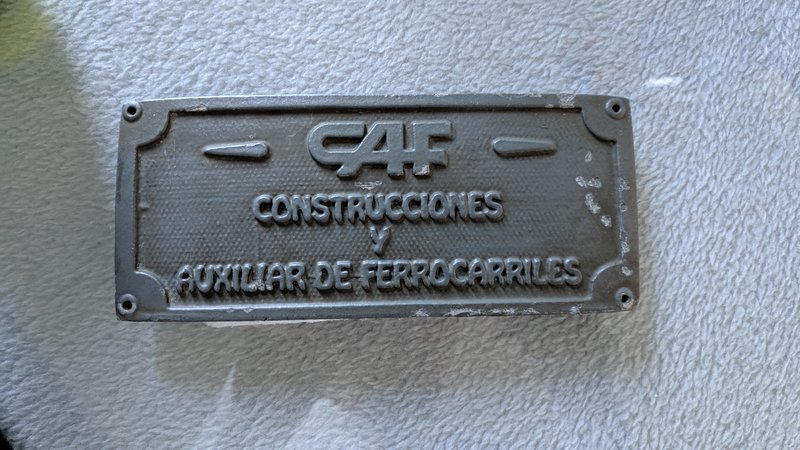 CAF
CONSTRUCCIONES
Y
AUXILIAR DE FERROCARRILES